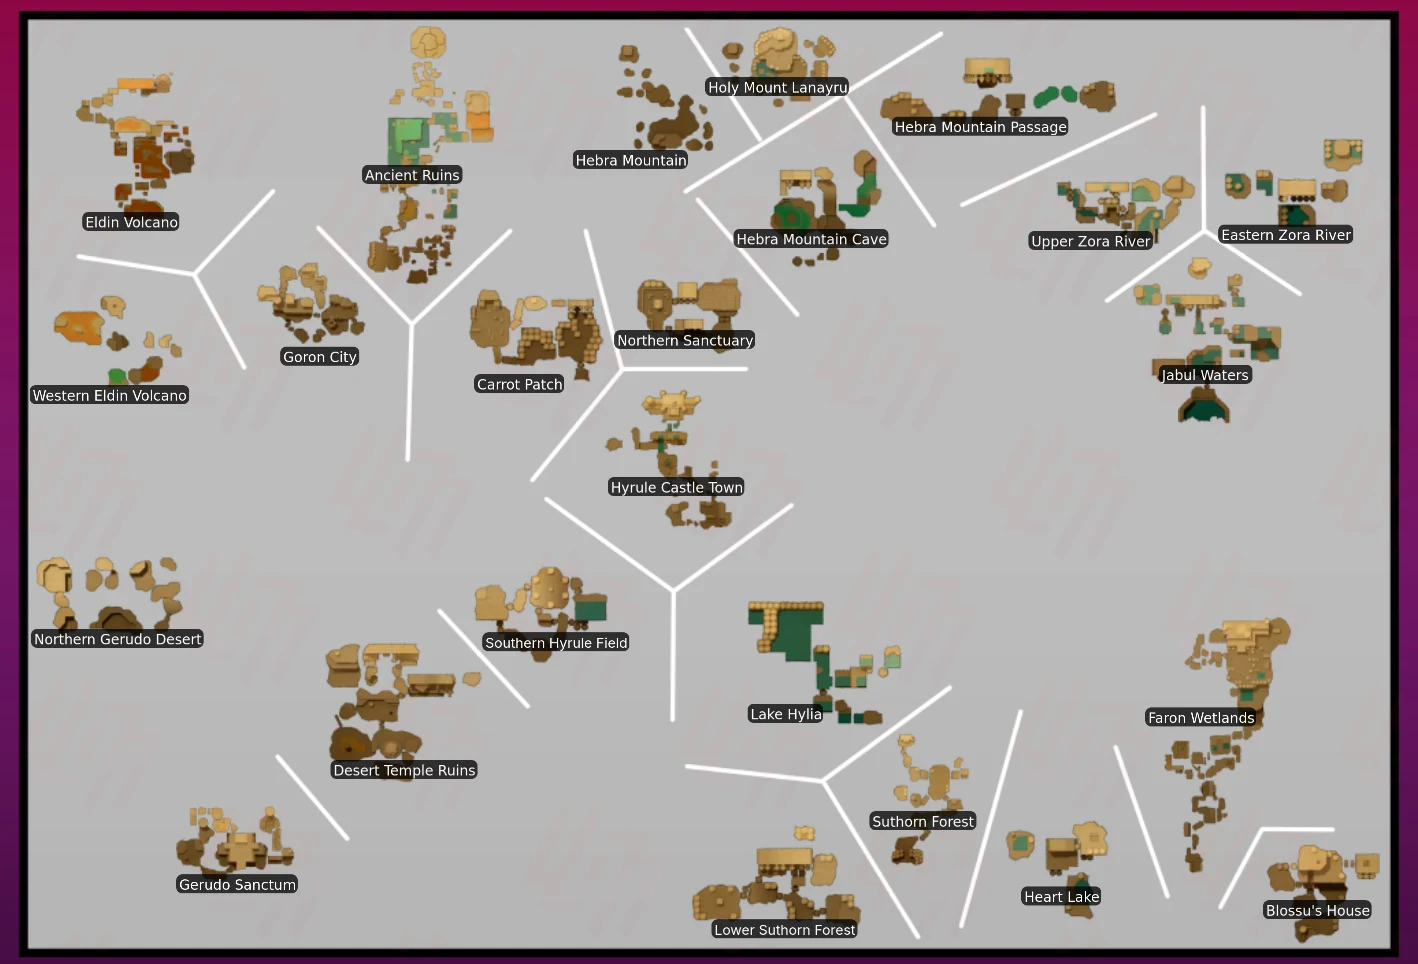 Holy Mount Lanayru
Hebra Mountain Passage
Hebra Mountain
Ancient Ruins
Eldin Volcano
Hebra Mountain Cave
Upper Zora River
Eastern Zora River
Northern Sanctuary
Goron City
Carrot Patch
Jabul Waters
Western Eldin Volcano
Hyrule Castle Town
Northern Gerudo Desert
Southern Hyrule Field
Lake Hylia
Faron Wetlands
Desert Temple Ruins
Suthorn Forest
Gerudo Sanctum
Heart Lake
Blossu's House
Lower Suthorn Forest